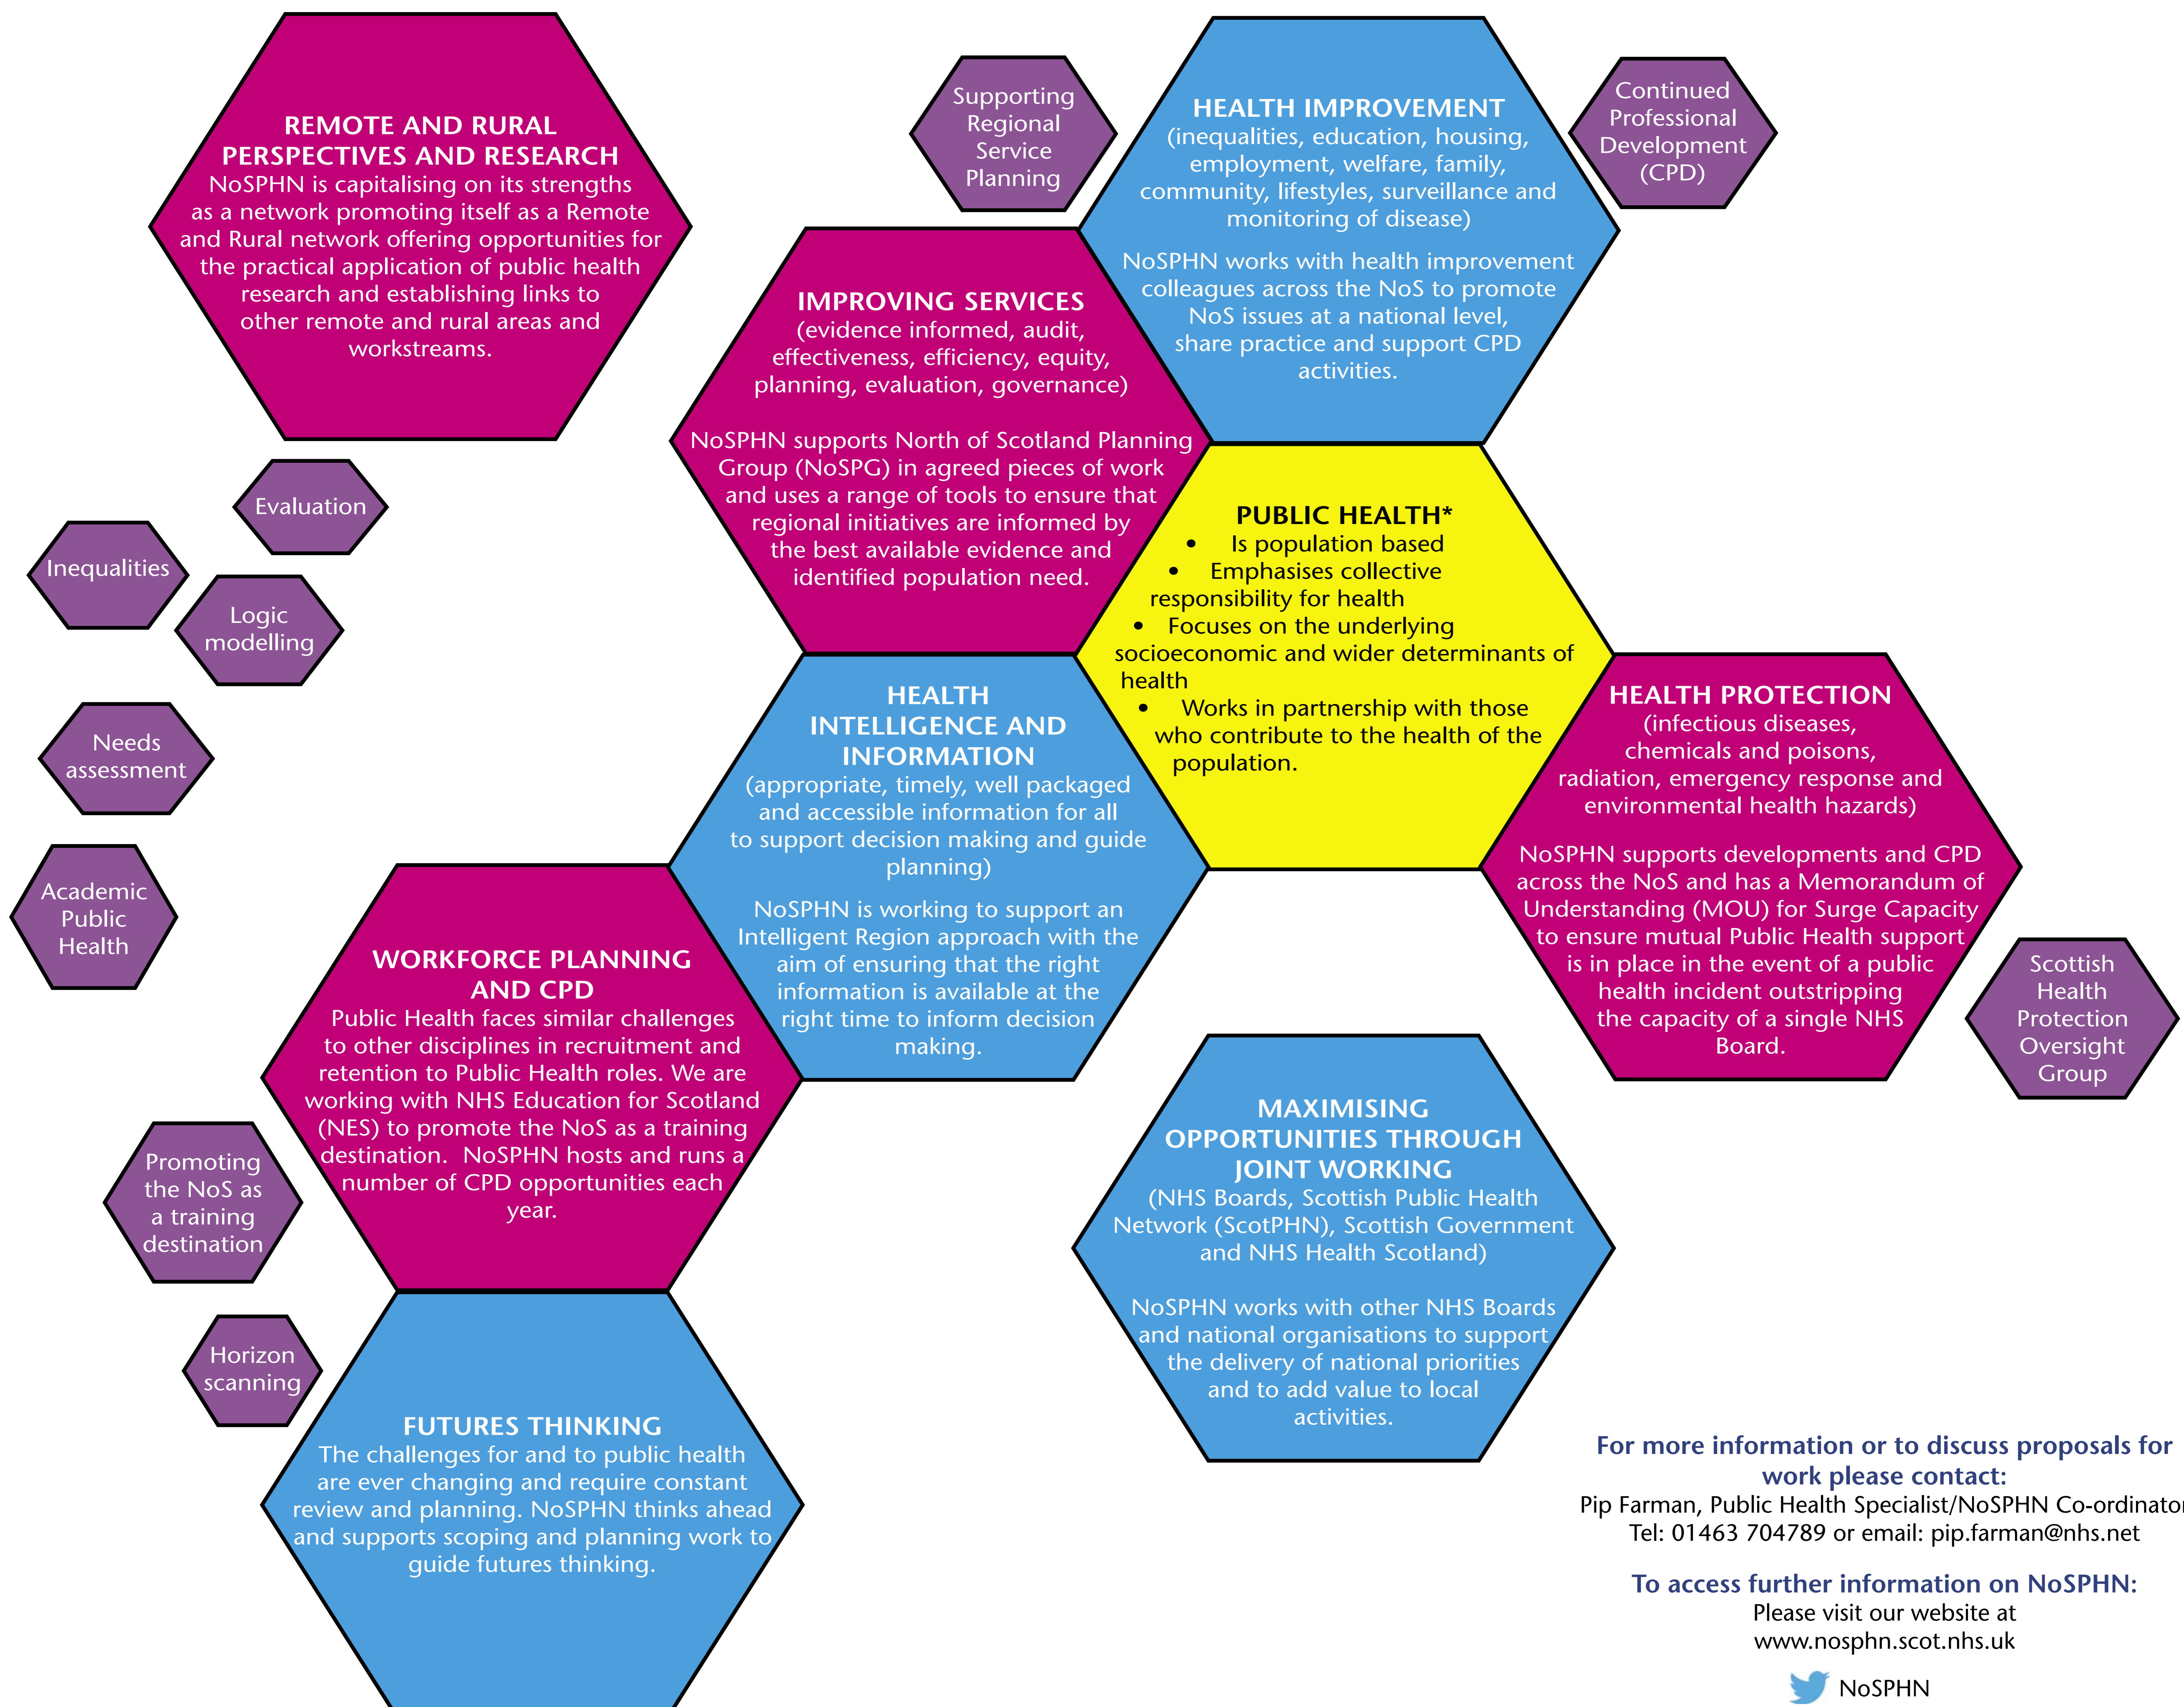 REMOTE AND RURAL
PERSPECTIVES AND RESEARCH
NoSPHN is capitalising on its strengths
as a network promoting itself as a Remote
and Rural network offering opportunities for
the practical application of public health
research and establishing links to
other remote and rural areas and
workstreams.
Supporting
Regional
Service
Planning
HEALTH IMPROVEMENT
(inequalities, education, housing,
employment, welfare, family,
community, lifestyles, surveillance and
monitoring of disease)
NoSPHN works with health improvement
colleagues across the NoS to promote
NoS issues at a national level,
share practice and support CPD
activities.
Continued
Professional
Development
(CPD)
IMPROVING SERVICES
(evidence informed, audit,
effectiveness, efficiency, equity,
planning, evaluation, governance)
NoSPHN supports North of Scotland Planning
Group (NoSPG) in agreed pieces of work
and uses a range of tools to ensure that
regional initiatives are informed by
the best available evidence and
identified population need.
Evaluation
Inequalities
Logic
modelling
Needs
assessment
Academic
Public
Health
PUBLIC HEALTH*
• Is population based
• Emphasises collective
responsibility for health
• Focuses on the underlying
socioeconomic and wider determinants of
health
• Works in partnership with those
who contribute to the health of the
population.
HEALTH
INTELLIGENCE AND
INFORMATION
(appropriate, timely, well packaged
and accessible information for all
to support decision making and guide
planning)
NoSPHN is working to support an
Intelligent Region approach with the
aim of ensuring that the right
information is available at the
right time to inform decision
making.
HEALTH PROTECTION
(infectious diseases,
chemicals and poisons,
radiation, emergency response and
environmental health hazards)
NoSPHN supports developments and CPD
across the NoS and has a Memorandum of
Understanding (MOU) for Surge Capacity
to ensure mutual Public Health support
is in place in the event of a public
health incident outstripping
the capacity of a single NHS
Board.
Scottish
Health
Protection
Oversight
Group
WORKFORCE PLANNING
AND CPD
Public Health faces similar challenges
to other disciplines in recruitment and
retention to Public Health roles. We are
working with NHS Education for Scotland
(NES) to promote the NoS as a training
destination. NoSPHN hosts and runs a
number of CPD opportunities each
year.
Promoting
the NoS as
a training
destination
Horizon
scanning
MAXIMISING
OPPORTUNITIES THROUGH
JOINT WORKING
(NHS Boards, Scottish Public Health
Network (ScotPHN), Scottish Government
and NHS Health Scotland)
NoSPHN works with other NHS Boards
and national organisations to support
the delivery of national priorities
and to add value to local
activities.
FUTURES THINKING
The challenges for and to public health
are ever changing and require constant
review and planning. NoSPHN thinks ahead
and supports scoping and planning work to
guide futures thinking.
For more information or to discuss proposals for
work please contact:
Pip Farman, Public Health Specialist/NoSPHN Co-ordinator
Tel: 01463 704789 or email: pip.farman@nhs.net
To access further information on NoSPHN:
Please visit our website at
www.nosphn.scot.nhs.uk
NoSPHN